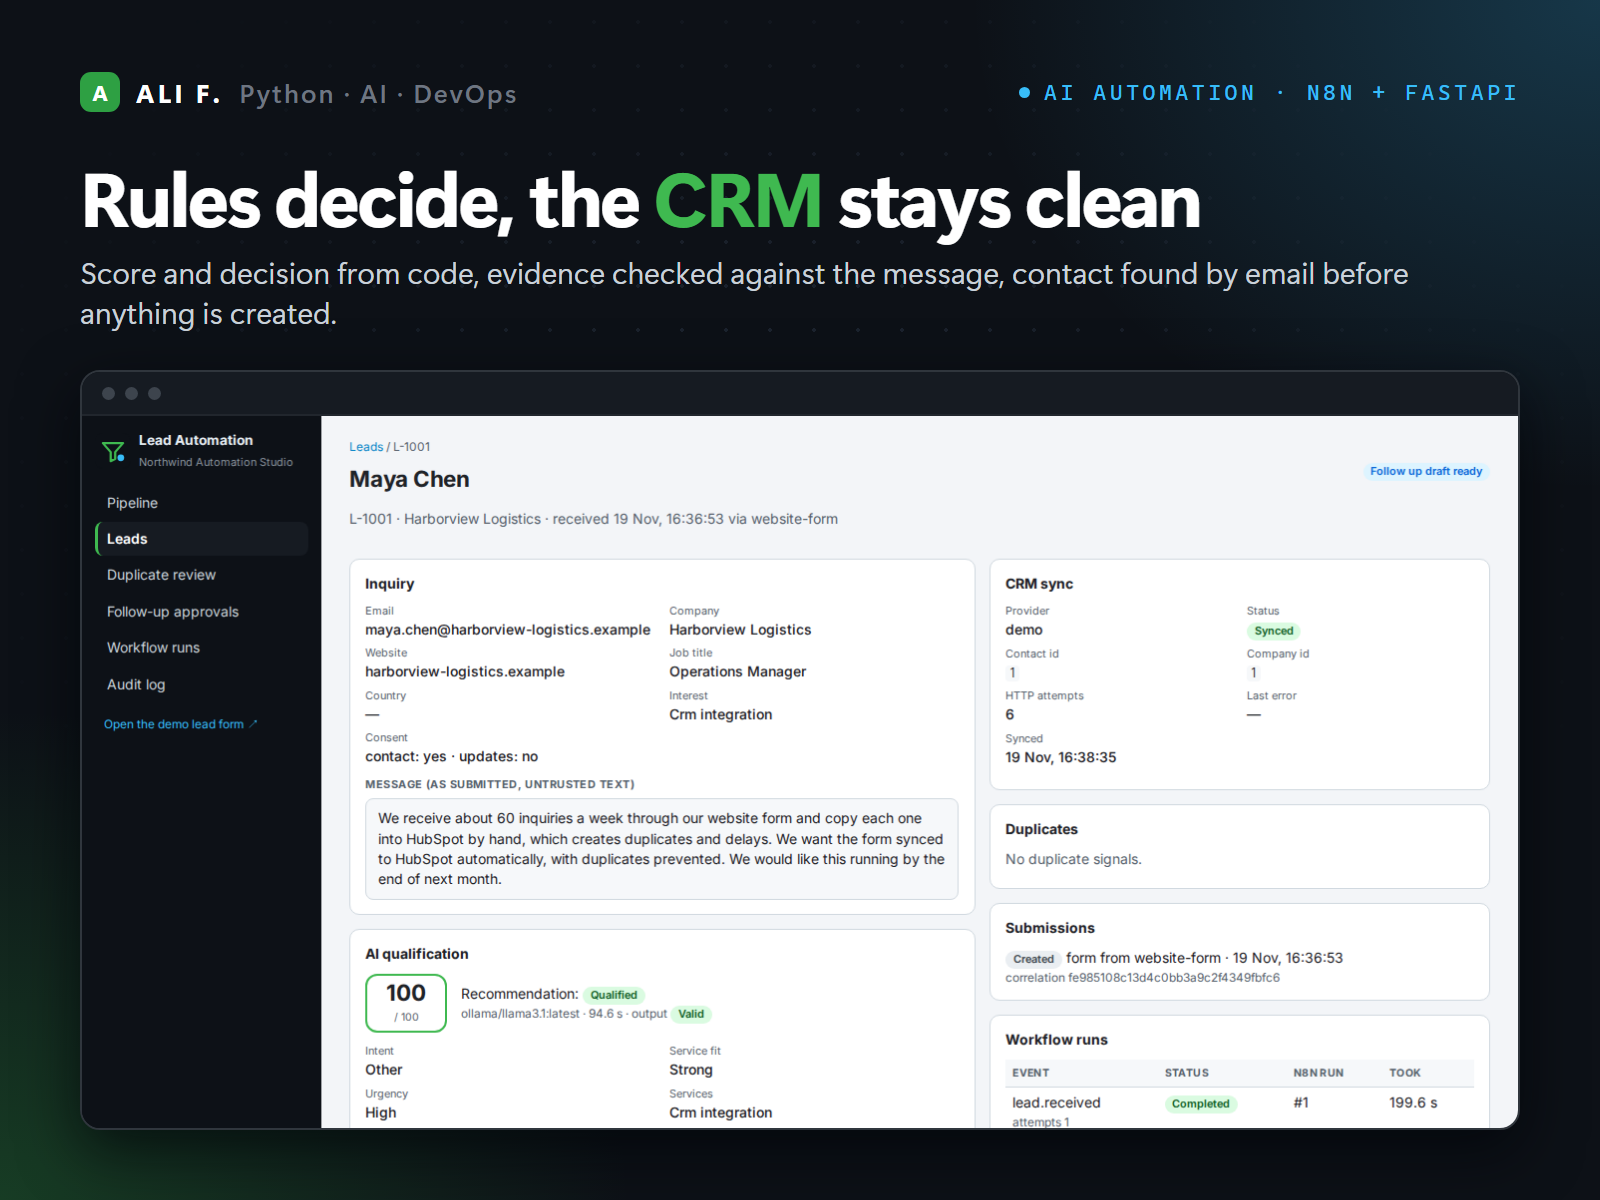 A ALI F. Python · AI · DevOps
AI AUTOMATION · N8N + FASTAPI
Rules decide, the CRM stays clean
Score and decision from code, evidence checked against the message, contact found by email before
anything is created.
Lead Automation
Northwind Automation Studio
Pipeline
Leads
Duplicate review
Follow-up approvals
Workflow runs
Audit log
Open the demo lead form ↗
Leads / L-1001
Maya Chen
Follow up draft ready
L-1001 · Harborview Logistics · received 19 Nov, 16:36:53 via website-form
Inquiry
Email Company
maya.chen@harborview-logistics.example Harborview Logistics
Website Job title
harborview-logistics.example Operations Manager
Country Interest
— Crm integration
Consent
contact: yes · updates: no
MESSAGE (AS SUBMITTED, UNTRUSTED TEXT)
We receive about 60 inquiries a week through our website form and copy each one
into HubSpot by hand, which creates duplicates and delays. We want the form synced
to HubSpot automatically, with duplicates prevented. We would like this running by the
end of next month.
AI qualification
100
/ 100
Recommendation: Qualified
ollama/llama3.1:latest · 94.6 s · output Valid
Intent Service fit
Other Strong
Urgency Services
High Crm integration
CRM sync
Provider Status
demo Synced
Contact id Company id
1 1
HTTP attempts Last error
6 —
Synced
19 Nov, 16:38:35
Duplicates
No duplicate signals.
Submissions
Created form from website-form · 19 Nov, 16:36:53
correlation fe985108c13d4c0bb3a9c2f4349fbfc6
Workflow runs
EVENT STATUS N8N RUN TOOK
lead.received Completed #1 199.6 s
attempts 1